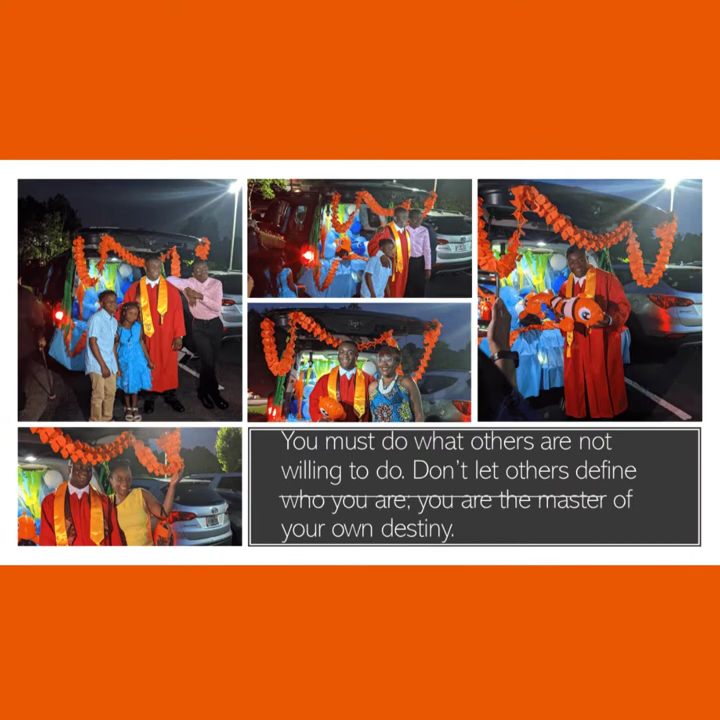 You must do what others are not
willing to do. Don't let others define
who you are; you are the master of
your own destiny.